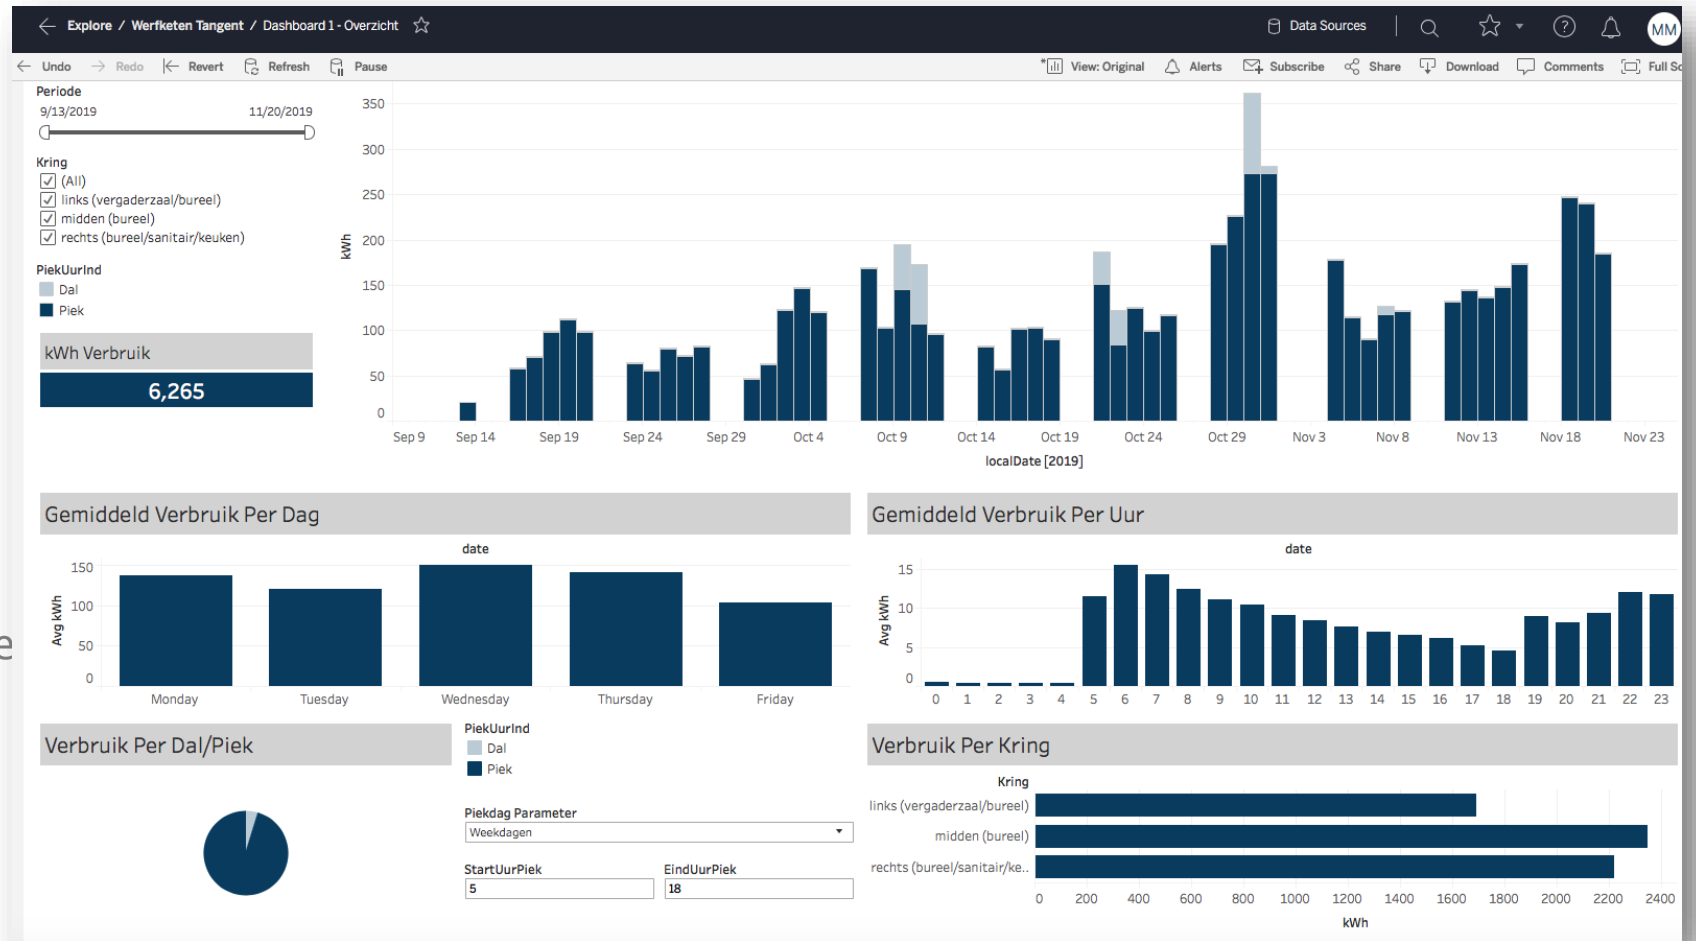 Explore / Werfketen Tangent / Dashboard 1 - Overzicht
Data Sources
MM
Undo Redo Revert Refresh Pause
View: Original Alerts Subscribe Share Download Comments Full Sc
Periode
9/13/2019 11/20/2019
Kring
(All)
links (vergaderzaal/bureel)
midden (bureel)
rechts (bureel/sanitair/keuken)
PiekUurInd
Dal
Piek
kWh Verbruik
6,265
kWh
350
300
250
200
150
100
50
0
Sep 9 Sep 14 Sep 19 Sep 24 Sep 29 Oct 4 Oct 9 Oct 14 Oct 19 Oct 24 Oct 29 Nov 3 Nov 8 Nov 13 Nov 18 Nov 23
localDate [2019]
e
Gemiddeld Verbruik Per Dag
date
Avg kWh
150
100
50
0
Monday Tuesday Wednesday Thursday Friday
Gemiddeld Verbruik Per Uur
date
Avg kWh
15
10
5
0
0 1 2 3 4 5 6 7 8 9 10 11 12 13 14 15 16 17 18 19 20 21 22 23
Verbruik Per Dal/Piek
PiekUurInd
Dal
Piek
Piekdag Parameter
Weekdagen
StartUurPiek EindUurPiek
5 18
Verbruik Per Kring
Kring
links (vergaderzaal/bureel)
midden (bureel)
rechts (bureel/sanitair/ke..
0 200 400 600 800 1000 1200 1400 1600 1800 2000 2200 2400
kWh